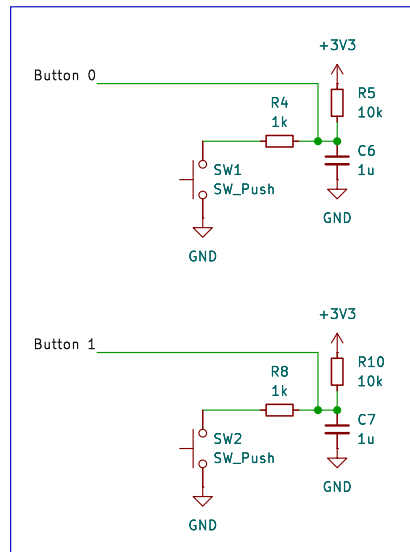 +3V3
Button 0
R5
10k
R4
1k
C6
1u
SW1
SW_Push
GND
GND
+3V3
Button 1
R10
10k
R8
1k
C7
1u
SW2
SW_Push
GND
GND